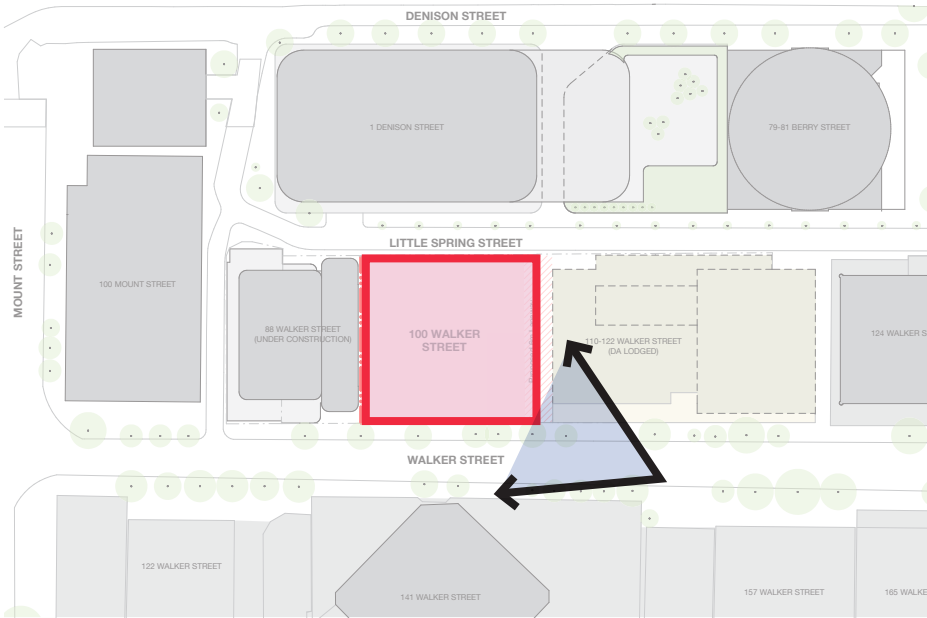 DENISON STREET
1 DENISON STREET
79-81 BERRY STREET
MOUNT STREET
LITTLE SPRING STREET
100 MOUNT STREET
88 WALKER STREET
(UNDER CONSTRUCTION)
100 WALKER
STREET
110-122 WALKER STREET
(DA LODGED)
124 WALKER S
WALKER STREET
122 WALKER STREET
141 WALKER STREET
157 WALKER STREET
165 WALKE